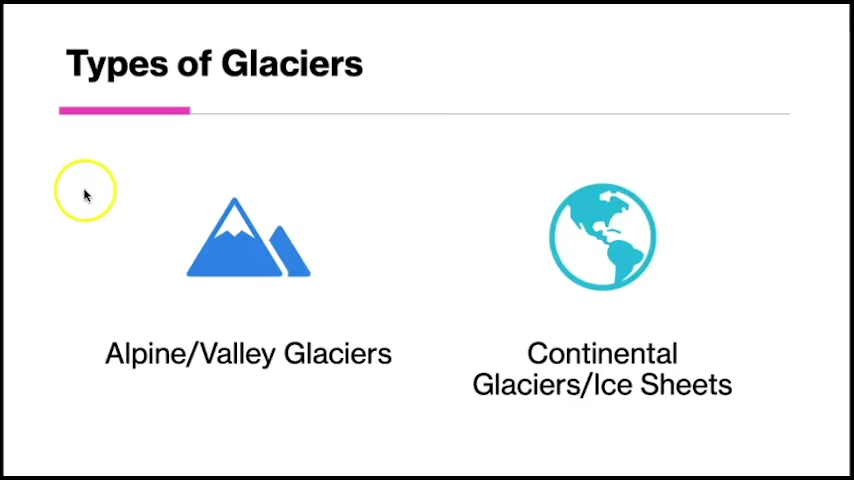 Types of Glaciers
Alpine/Valley Glaciers
Continental
Glaciers/Ice Sheets